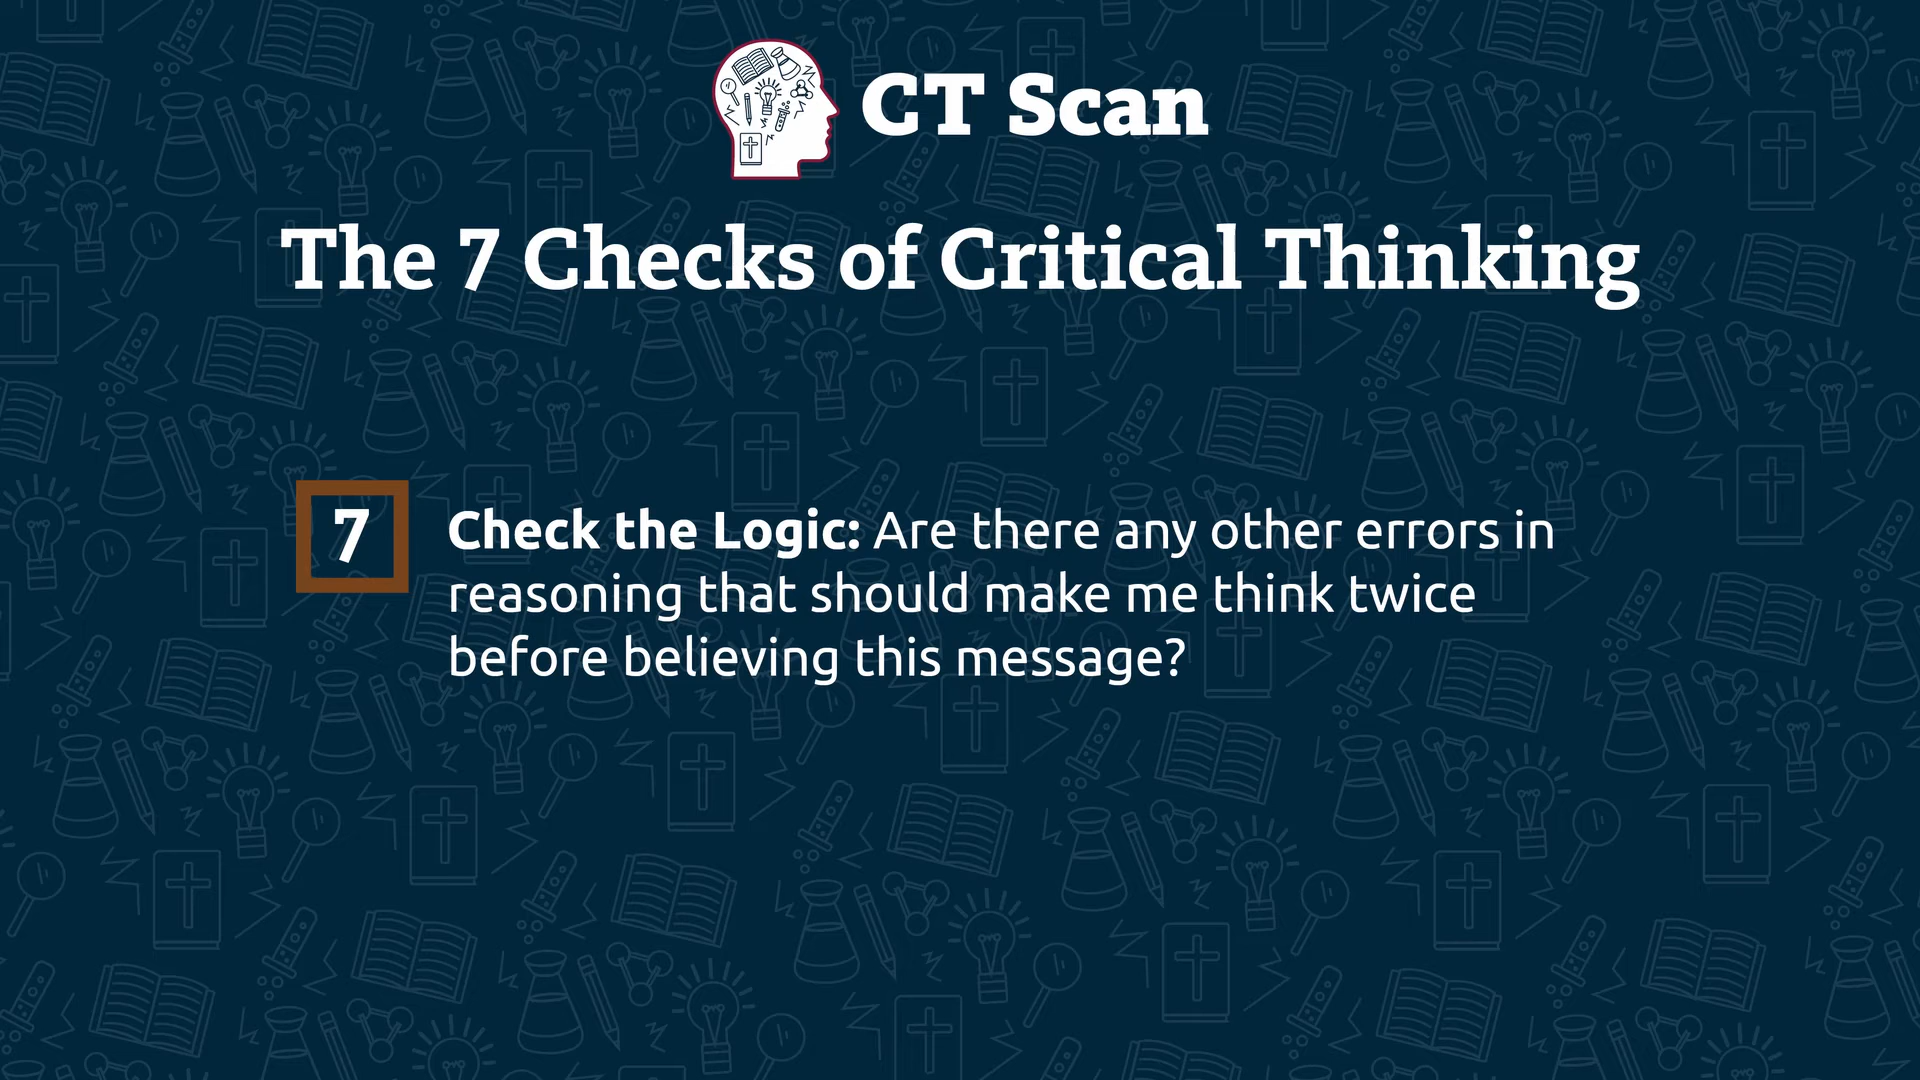 CT Scan
The 7 Checks of Critical Thinking
7
Check the Logic: Are there any other errors in
reasoning that should make me think twice
before believing this message?